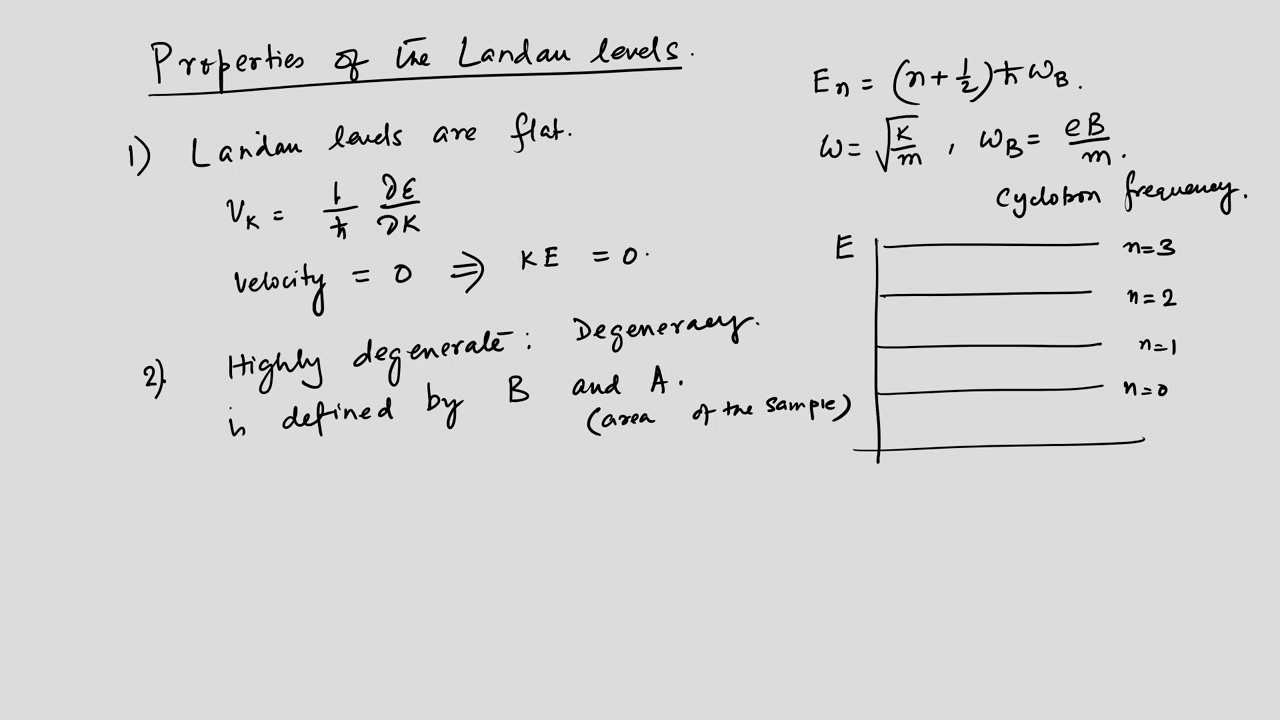 Properties of the Landau levels.
1) Landau levels are flat.
V_K = 1/ħ ∂ε/∂K
velocity = 0 ⇒ KE = 0.
2). Highly degenerate: Degeneracy.
is defined by B and A.
(area of the sample)
E_n = (n + 1/2) ħ ω_B.
ω = √(K/m) , ω_B = eB/m.
Cyclotron frequency.
E
n=3
n=2
n=1
n=0